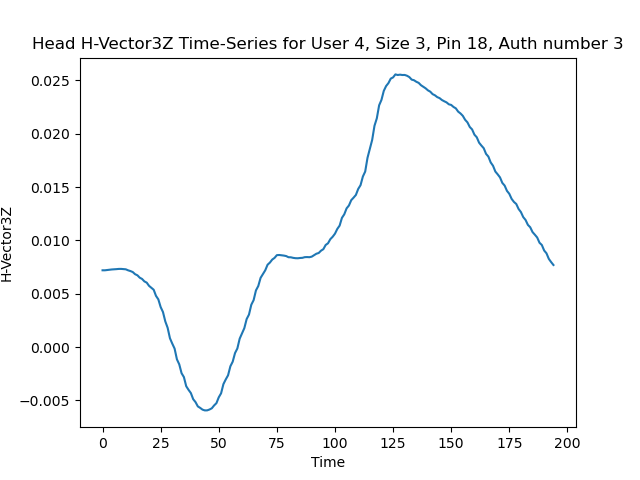 Head H-Vector3Z Time-Series for User 4, Size 3, Pin 18, Auth number 3
0.025
0.020
0.015
0.010
0.005
0.000
−0.005
H-Vector3Z
0 25 50 75 100 125 150 175 200
Time